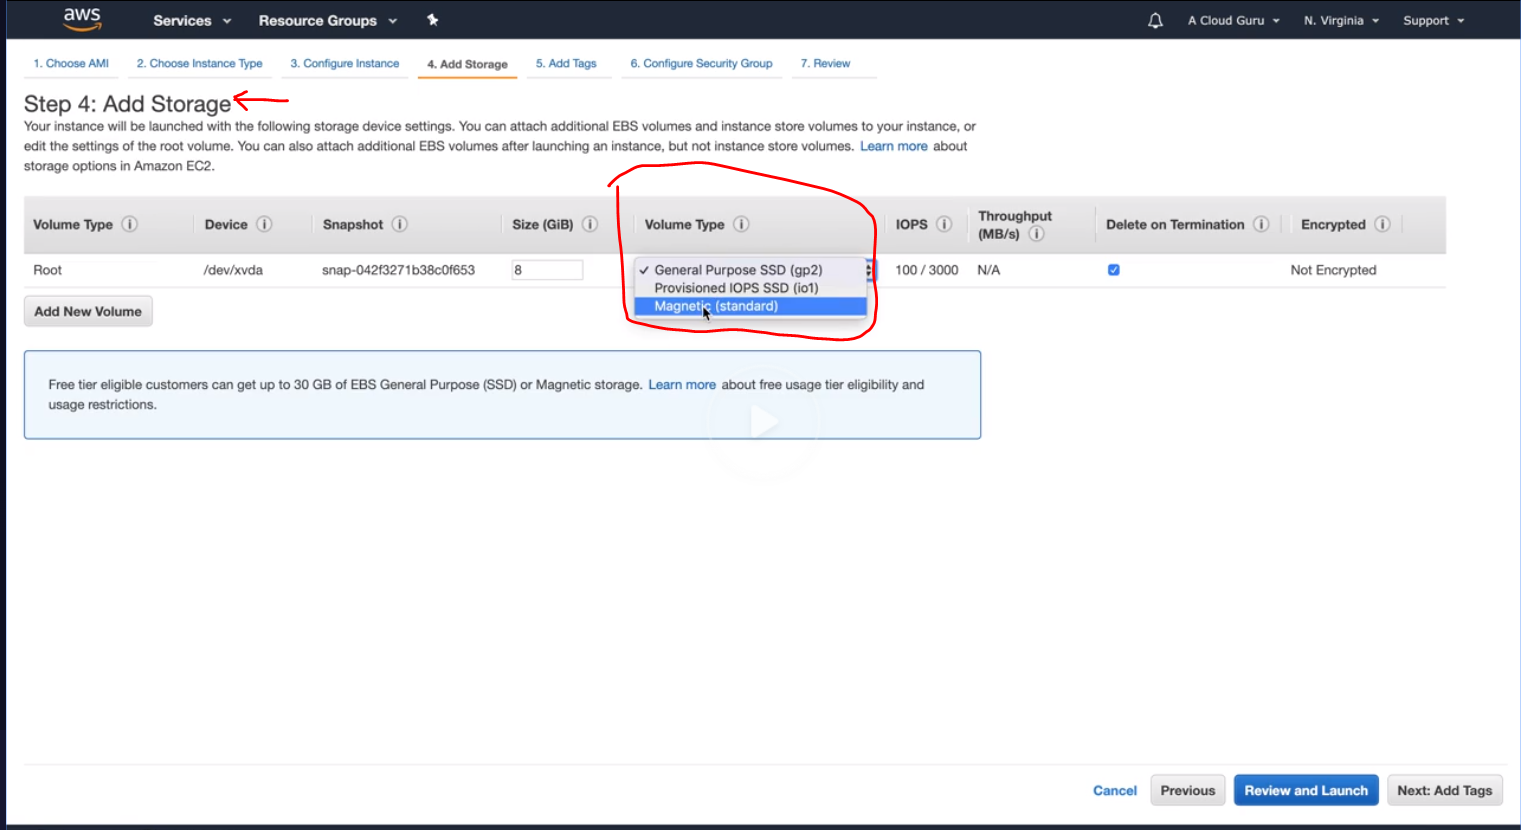 aws Services Resource Groups A Cloud Guru N. Virginia Support
1. Choose AMI 2. Choose Instance Type 3. Configure Instance 4. Add Storage 5. Add Tags 6. Configure Security Group 7. Review
Step 4: Add Storage
Your instance will be launched with the following storage device settings. You can attach additional EBS volumes and instance store volumes to your instance, or
edit the settings of the root volume. You can also attach additional EBS volumes after launching an instance, but not instance store volumes. Learn more about
storage options in Amazon EC2.
Volume Type i Device i Snapshot i Size (GiB) i Volume Type i IOPS i Throughput
(MB/s) i Delete on Termination i Encrypted i
Root /dev/xvda snap-042f3271b38c0f653 8 ✓ General Purpose SSD (gp2) 100 / 3000 N/A Not Encrypted
Provisioned IOPS SSD (io1)
Magnetic (standard)
Add New Volume
Free tier eligible customers can get up to 30 GB of EBS General Purpose (SSD) or Magnetic storage. Learn more about free usage tier eligibility and
usage restrictions.
Cancel Previous Review and Launch Next: Add Tags